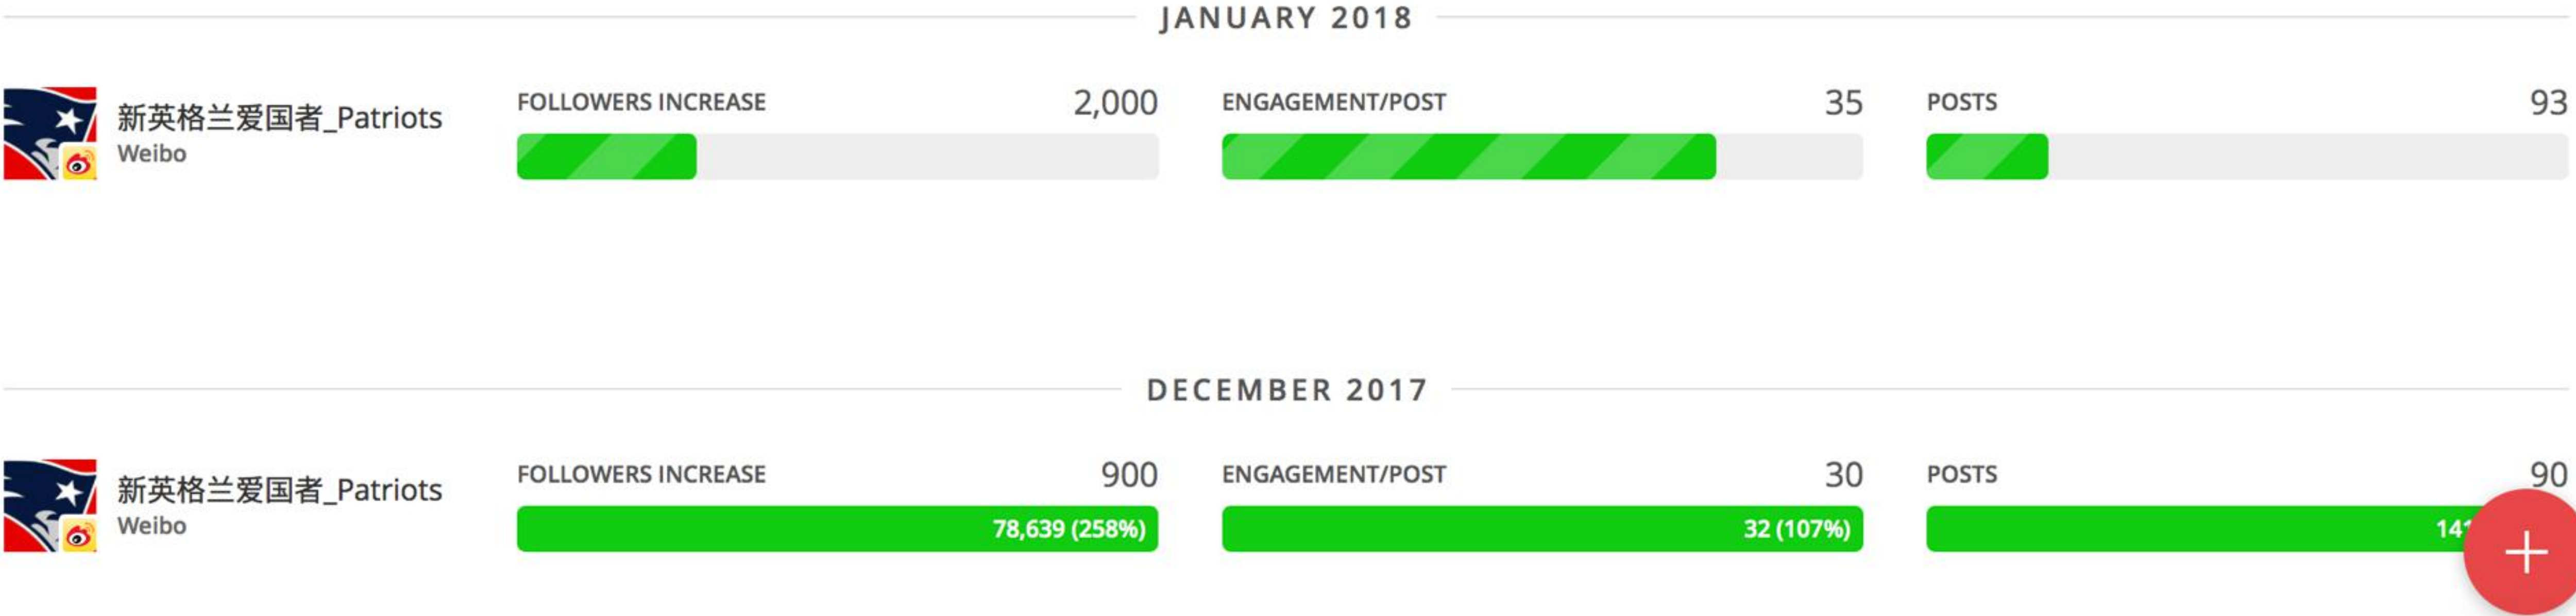 JANUARY 2018
新英格兰爱国者_Patriots
Weibo
FOLLOWERS INCREASE 2,000
ENGAGEMENT/POST 35
POSTS 93
DECEMBER 2017
新英格兰爱国者_Patriots
Weibo
FOLLOWERS INCREASE 900
78,639 (258%)
ENGAGEMENT/POST 30
32 (107%)
POSTS 90